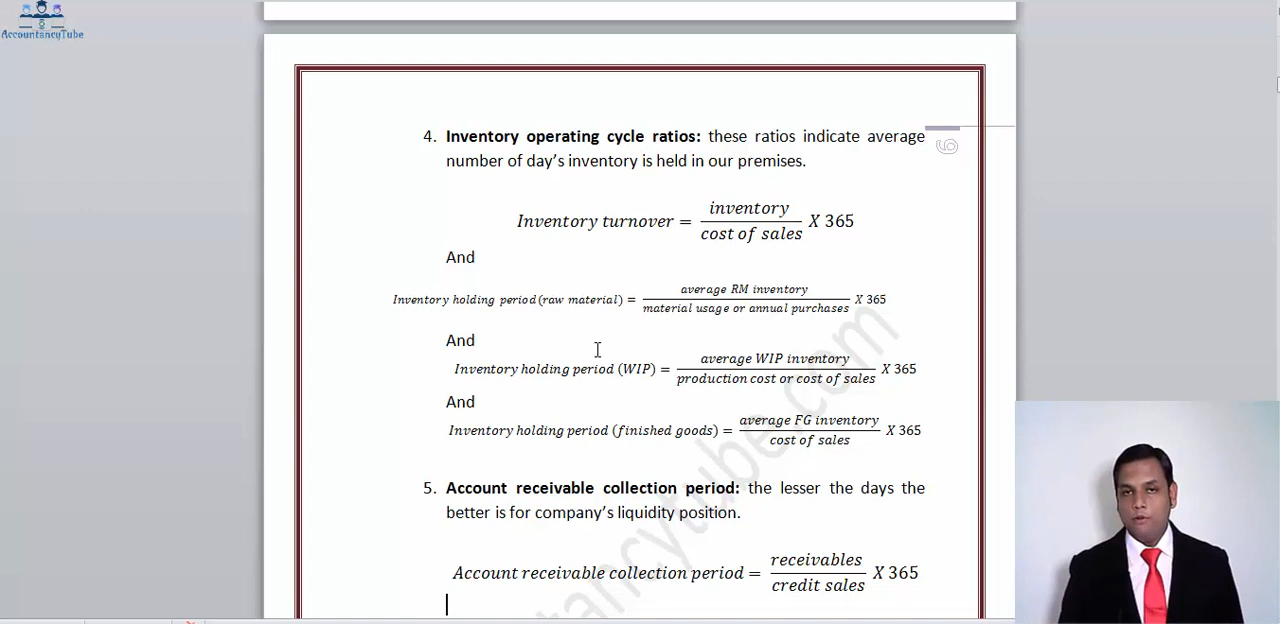 AccountancyTube
4. Inventory operating cycle ratios: these ratios indicate average
number of day's inventory is held in our premises.
6
Inventory turnover = inventory / cost of sales X 365
And
Inventory holding period (raw material) = average RM inventory / material usage or annual purchases X 365
And
Inventory holding period (WIP) = average WIP inventory / production cost or cost of sales X 365
And
Inventory holding period (finished goods) = average FG inventory / cost of sales X 365
5. Account receivable collection period: the lesser the days the
better is for company's liquidity position.
Account receivable collection period = receivables / credit sales X 365
ntancytube.com